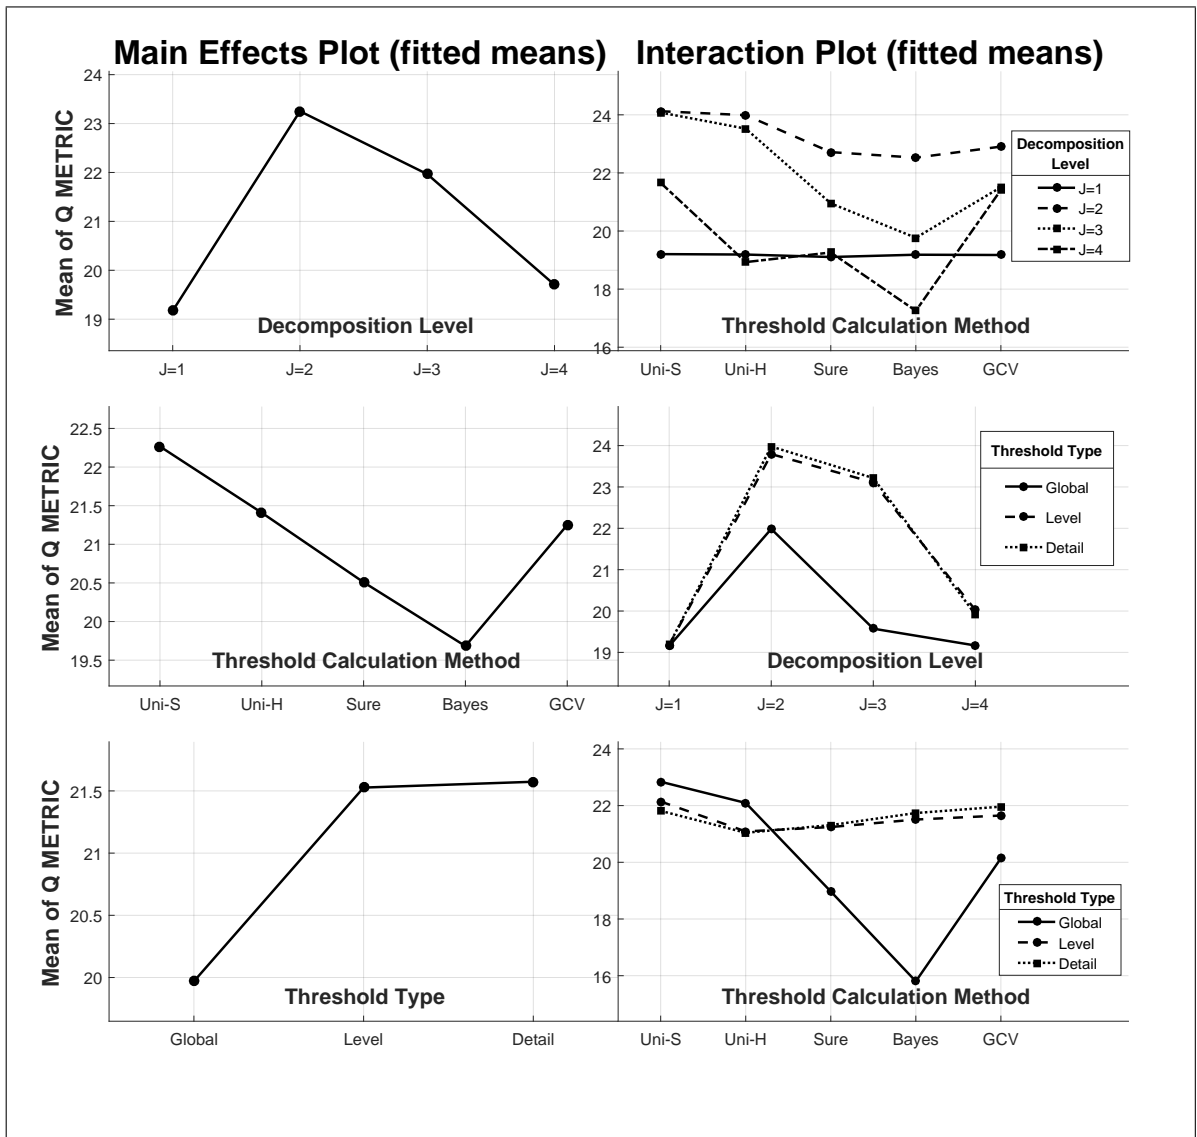 Main Effects Plot (fitted means)
Interaction Plot (fitted means)
Mean of Q METRIC
24
23
22
21
20
19
Decomposition Level
J=1 J=2 J=3 J=4
24
22
20
18
16
Decomposition
Level
J=1
J=2
J=3
J=4
Threshold Calculation Method
Uni-S Uni-H Sure Bayes GCV
Mean of Q METRIC
22.5
22
21.5
21
20.5
20
19.5
Threshold Calculation Method
Uni-S Uni-H Sure Bayes GCV
24
23
22
21
20
19
Threshold Type
Global
Level
Detail
Decomposition Level
J=1 J=2 J=3 J=4
Mean of Q METRIC
21.5
21
20.5
20
Threshold Type
Global Level Detail
24
22
20
18
16
Threshold Type
Global
Level
Detail
Threshold Calculation Method
Uni-S Uni-H Sure Bayes GCV